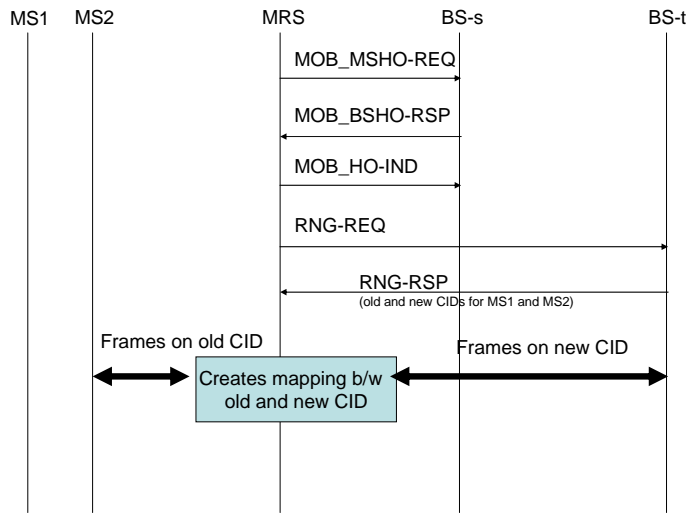 MS1 MS2 MRS BS-s BS-t
MOB_MSHO-REQ
MOB_BSHO-RSP
MOB_HO-IND
RNG-REQ
RNG-RSP
(old and new CIDs for MS1 and MS2)
Frames on old CID
Frames on new CID
Creates mapping b/w
old and new CID